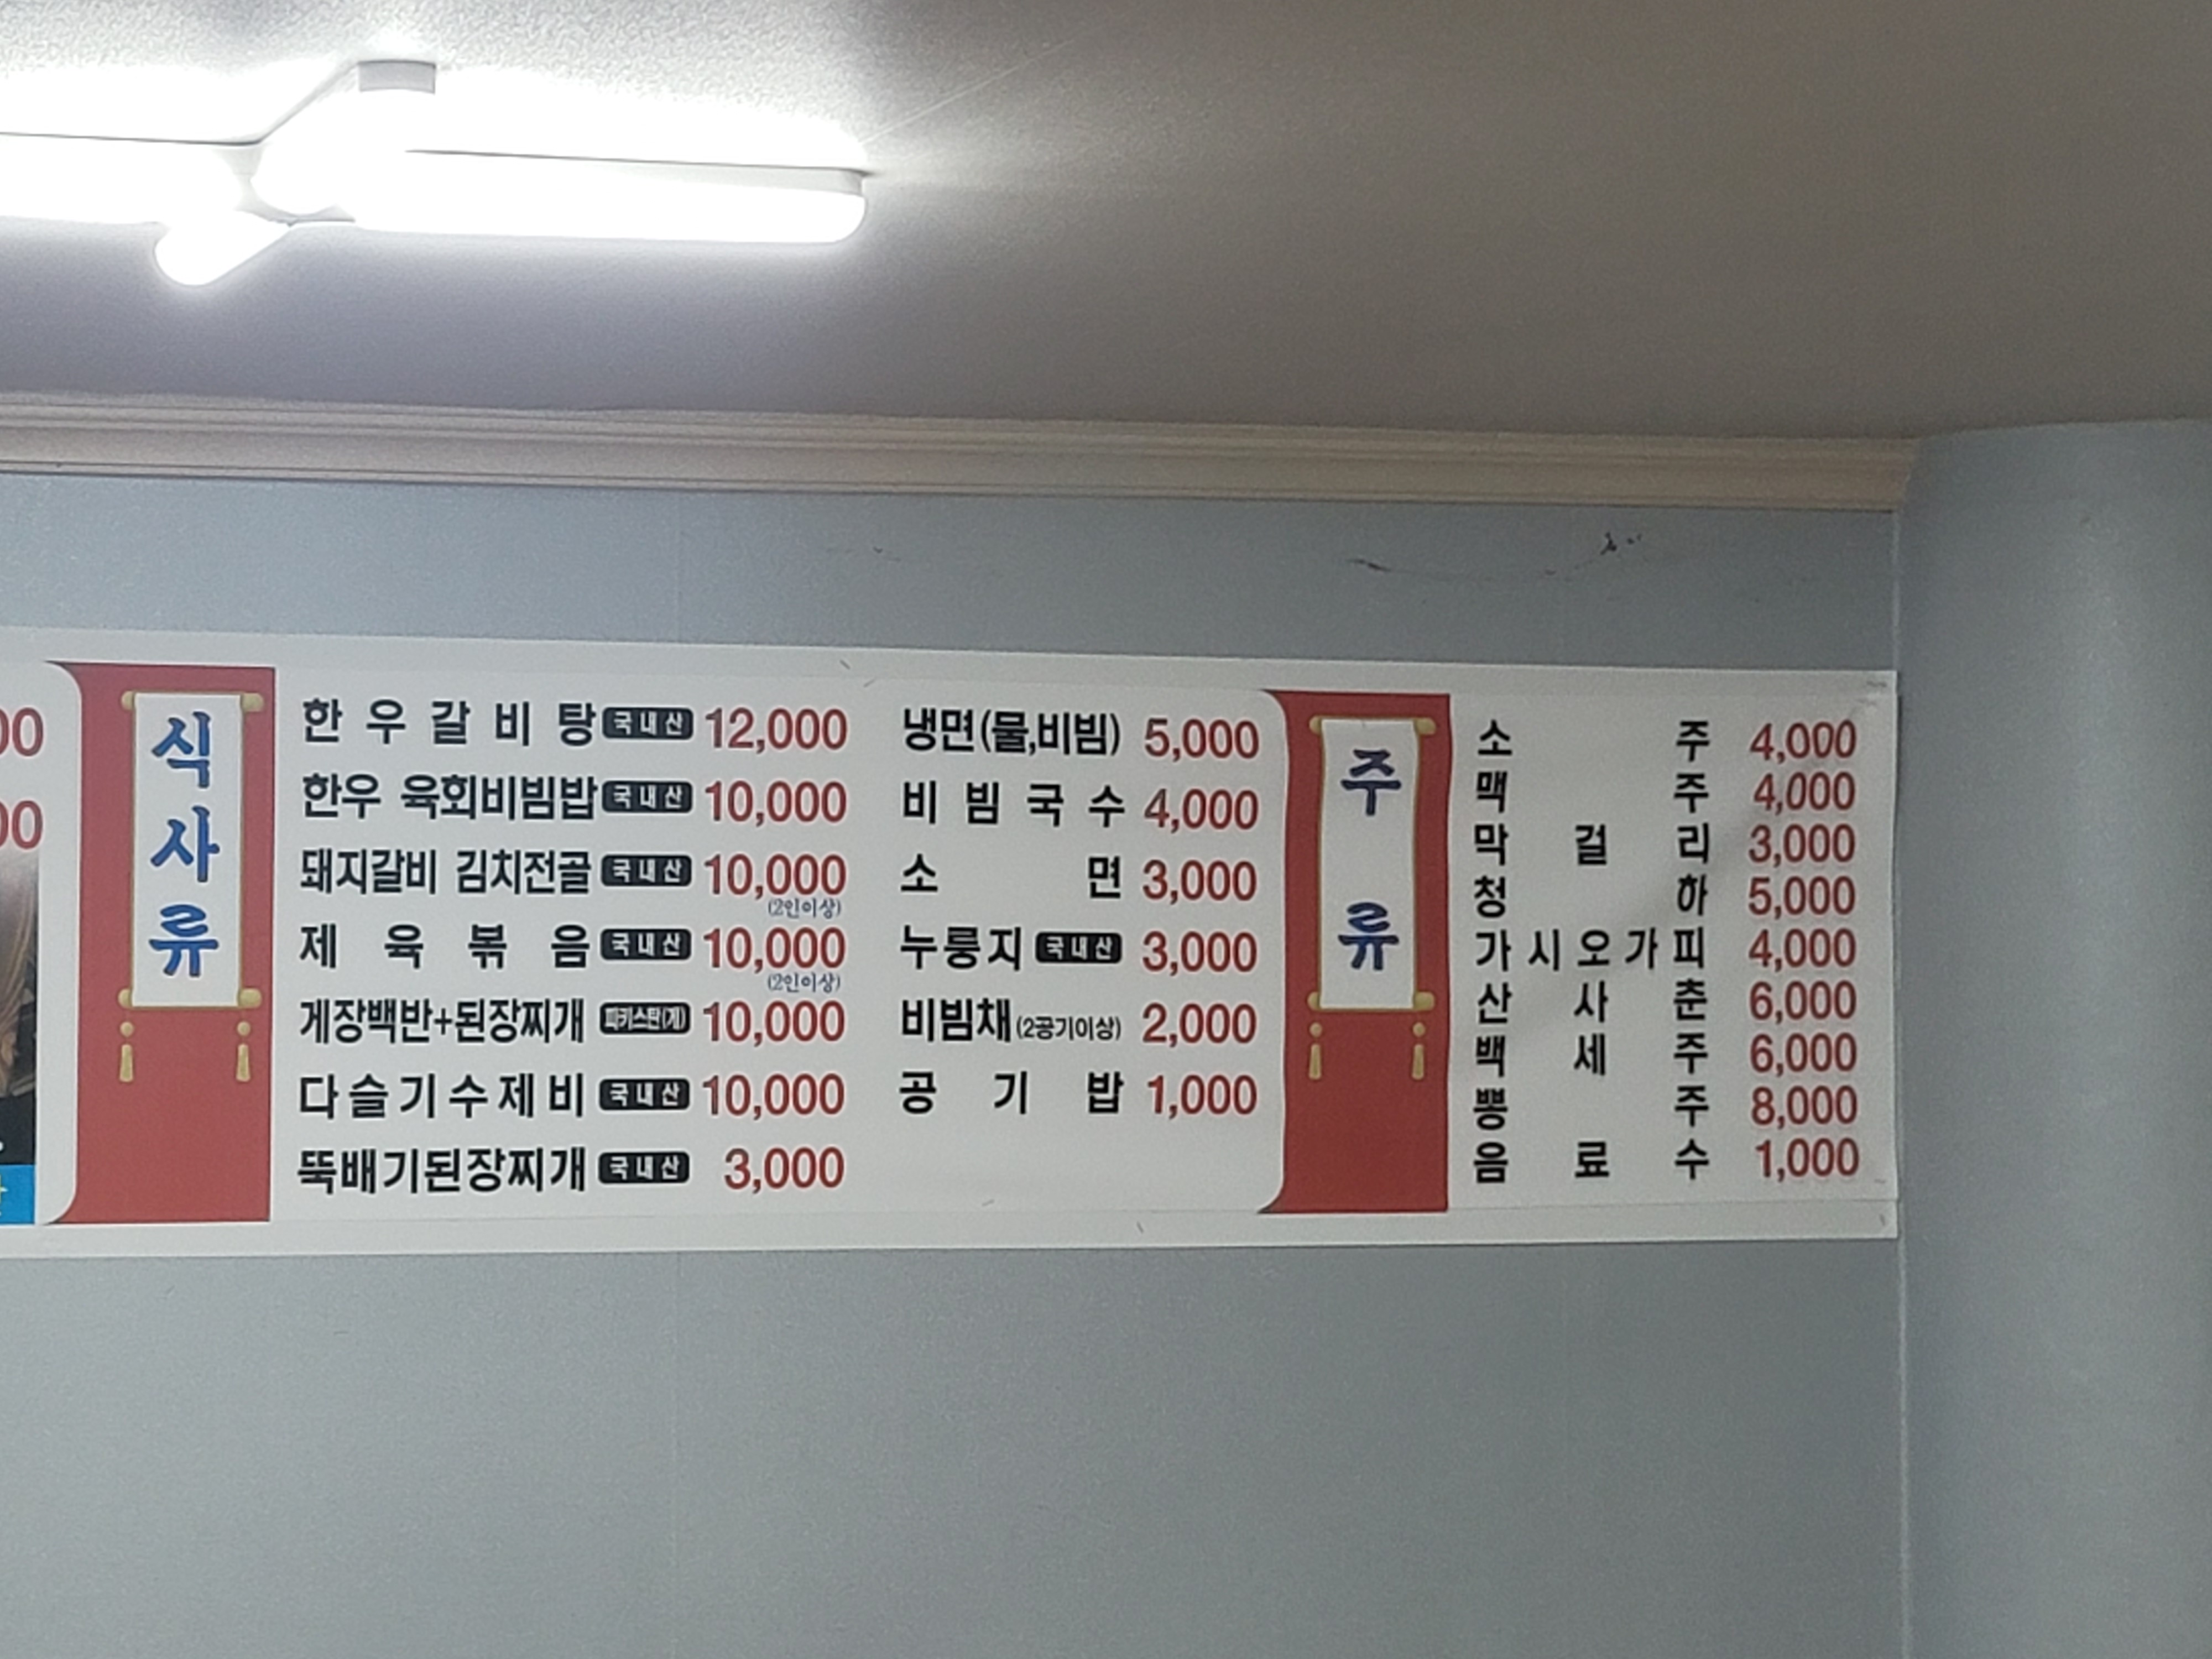 00
00
식사류
한우갈비탕 국내산 12,000
한우 육회비빔밥 국내산 10,000
돼지갈비 김치전골 국내산 10,000
(2인이상)
제육볶음 국내산 10,000
(2인이상)
게장백반+된장찌개 파키스탄(게) 10,000
다슬기수제비 국내산 10,000
뚝배기된장찌개 국내산 3,000
냉면(물,비빔) 5,000
비빔국수 4,000
소면 3,000
누룽지 국내산 3,000
비빔채(2공기이상) 2,000
공기밥 1,000
주류
소주 4,000
맥주 4,000
막걸리 3,000
청하 5,000
가시오가피 4,000
산사춘 6,000
백세주 6,000
뽕주 8,000
음료수 1,000